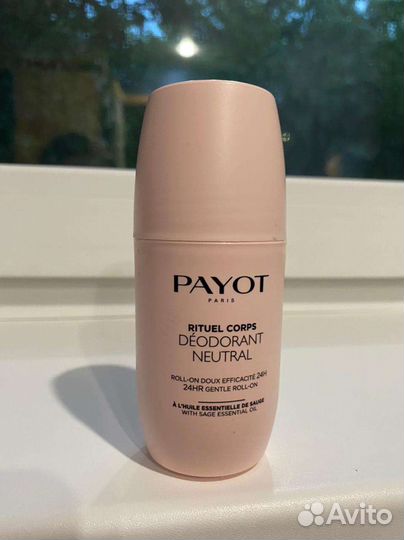 PAYOT
PARIS
RITUEL CORPS
DÉODORANT
NEUTRAL
ROLL-ON DOUX EFFICACITÉ 24H
24HR GENTLE ROLL-ON
À L'HUILE ESSENTIELLE DE SAUGE
WITH SAGE ESSENTIAL OIL
Avito